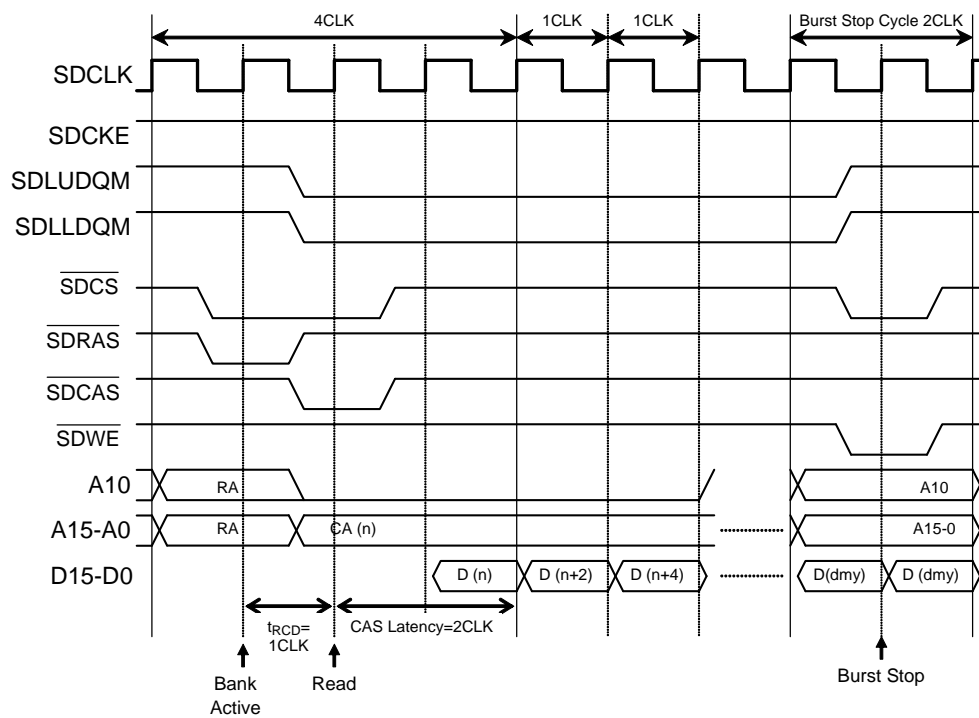 4CLK 1CLK 1CLK Burst Stop Cycle 2CLK
SDCLK
SDCKE
SDLUDQM
SDLLDQM
SDCS
SDRAS
SDCAS
SDWE
A10 RA A10
A15-A0 RA CA (n) A15-0
D15-D0 D (n) D (n+2) D (n+4) D(dmy) D (dmy)
tRCD= CAS Latency=2CLK
1CLK
Bank Read Burst Stop
Active